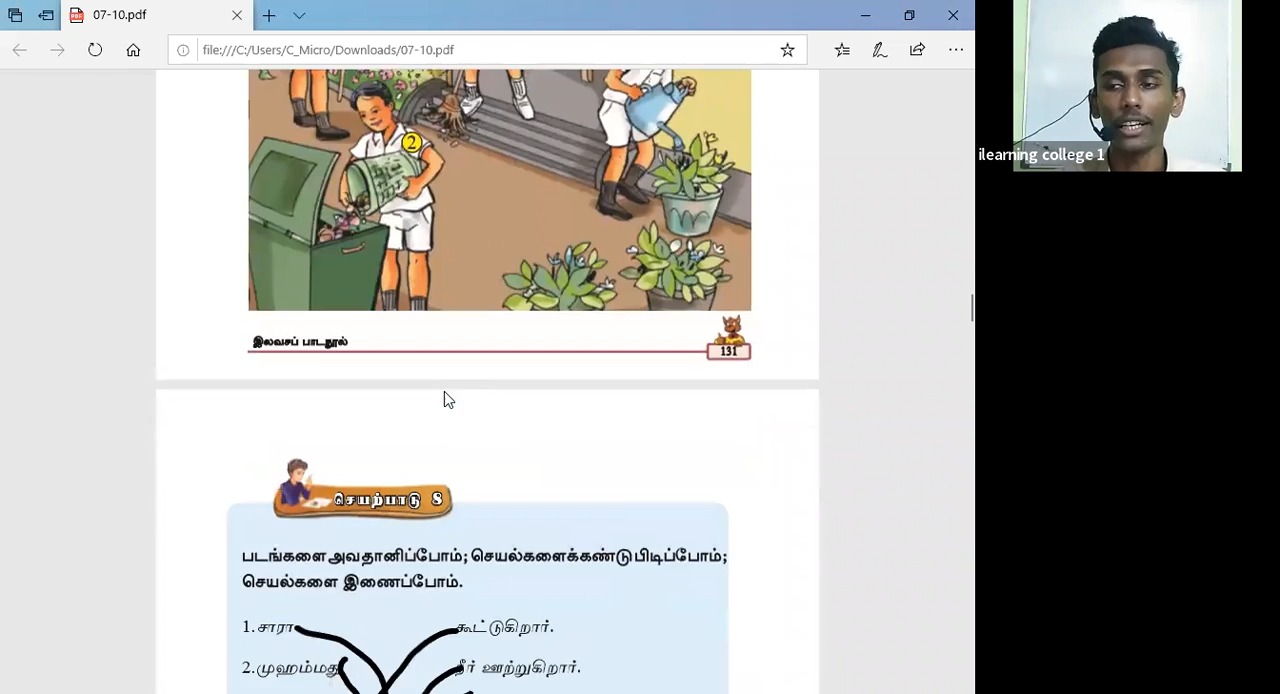 07-10.pdf
file:///C:/Users/C_Micro/Downloads/07-10.pdf
ilearning college 1
2
இலவசப் பாடநூல்
131
செயற்பாடு 8
படங்களை அவதானிப்போம்; செயல்களைக்கண்டு பிடிப்போம்;
செயல்களை இணைப்போம்.
1.சாரா கூட்டுகிறார்.
2.முஹம்மது நீர் ஊற்றுகிறார்.